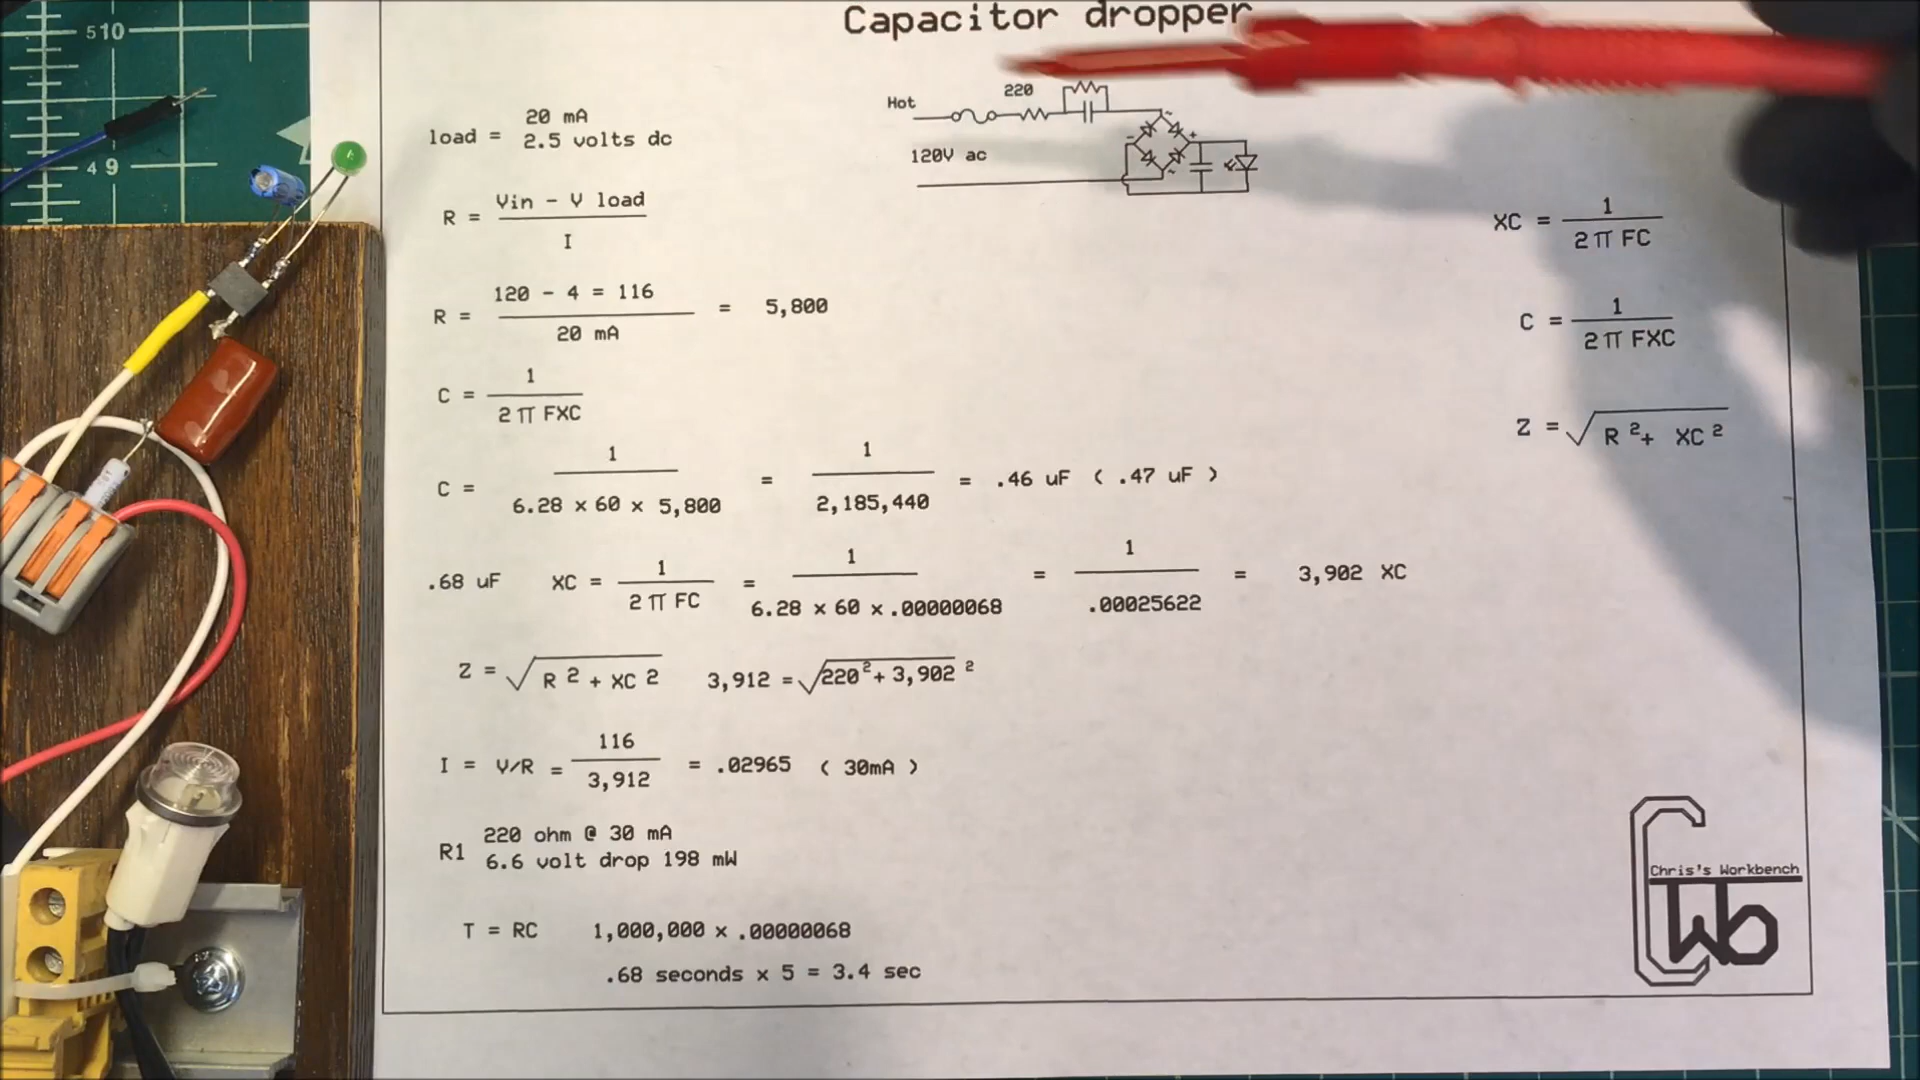 Capacitor dropper
510
49
Hot
220
120V ac
load = 20 mA
2.5 volts dc
R = Vin - V load
I
R = 120 - 4 = 116 = 5,800
20 mA
C = 1
2 π FXC
C = 1 = 1 = .46 uF ( .47 uF )
6.28 x 60 x 5,800 2,185,440
.68 uF XC = 1 = 1 = 1 = 3,902 XC
2 π FC 6.28 x 60 x .00000068 .00025622
Z = √ R 2 + XC 2 3,912 = √220 2 + 3,902 2
I = V/R = 116 = .02965 ( 30mA )
3,912
R1 220 ohm @ 30 mA
6.6 volt drop 198 mW
T = RC 1,000,000 x .00000068
.68 seconds x 5 = 3.4 sec
XC = 1
2 π FC
C = 1
2 π FXC
Z = √ R 2 + XC 2
Chris's Workbench
CWb